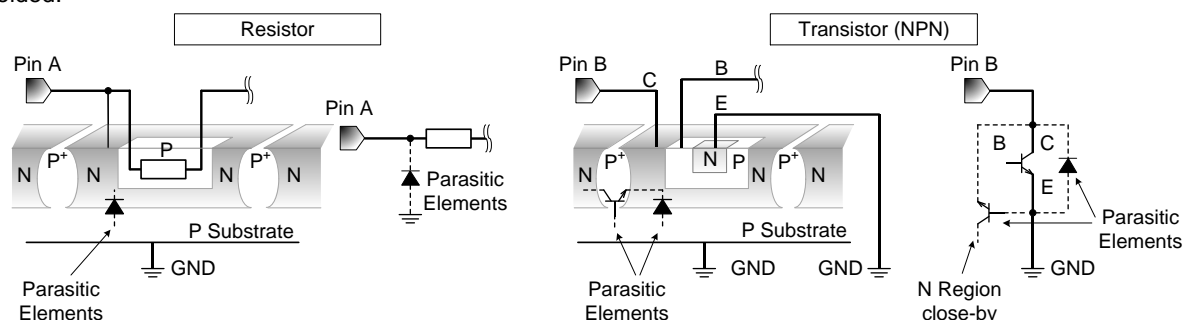 Resistor
Transistor (NPN)
Pin A
Pin A
P
N
P+
N
N
P+
N
Parasitic
Elements
P Substrate
GND
Parasitic
Elements
Pin B
C
B
E
N
P+
N
N
P
N
P+
N
P Substrate
GND
GND
Parasitic
Elements
Pin B
B
C
E
Parasitic
Elements
GND
N Region
close-by